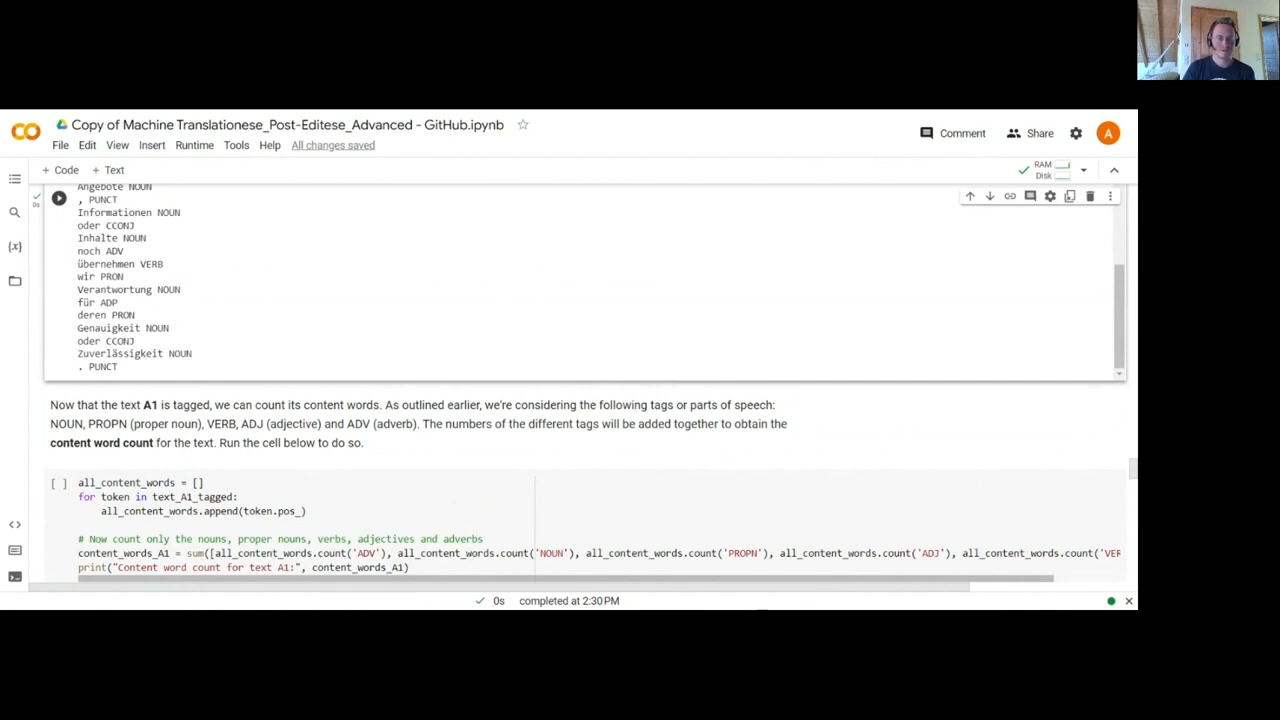 Copy of Machine Translationese_Post-Editese_Advanced - GitHub.ipynb
File Edit View Insert Runtime Tools Help All changes saved
Comment Share A
+ Code + Text
RAM
Disk
Angebote NOUN
, PUNCT
Informationen NOUN
oder CCONJ
Inhalte NOUN
noch ADV
übernehmen VERB
wir PRON
Verantwortung NOUN
für ADP
deren PRON
Genauigkeit NOUN
oder CCONJ
Zuverlässigkeit NOUN
. PUNCT
0s
Now that the text A1 is tagged, we can count its content words. As outlined earlier, we're considering the following tags or parts of speech:
NOUN, PROPN (proper noun), VERB, ADJ (adjective) and ADV (adverb). The numbers of the different tags will be added together to obtain the
content word count for the text. Run the cell below to do so.
[ ] all_content_words = []
for token in text_A1_tagged:
all_content_words.append(token.pos_)
# Now count only the nouns, proper nouns, verbs, adjectives and adverbs
content_words_A1 = sum([all_content_words.count('ADV'), all_content_words.count('NOUN'), all_content_words.count('PROPN'), all_content_words.count('ADJ'), all_content_words.count('VER
print("Content word count for text A1:", content_words_A1)
0s completed at 2:30 PM